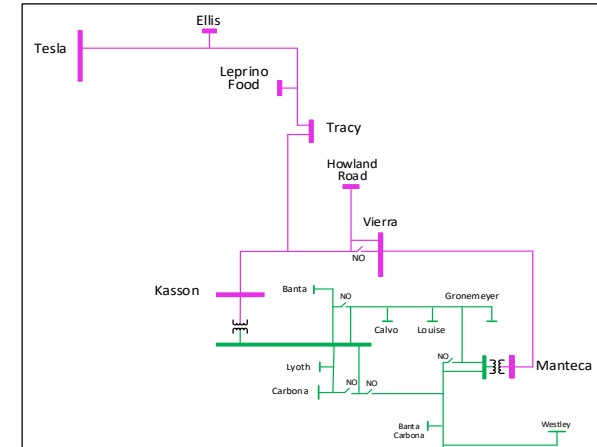 Ellis
Tesla
Leprino
Food
Tracy
Howland
Road
Vierra
NO
Kasson
Banta
NO
Gronemeyer
Calvo
Louise
NO
Manteca
Lyoth
Carbona
NO
NO
Banta
Carbona
Westley